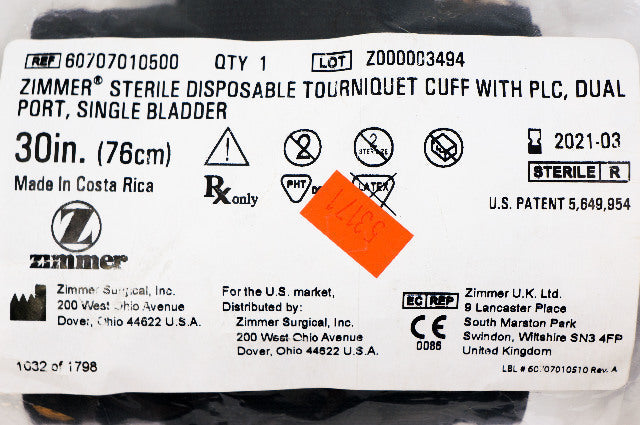 REF 60707010500 QTY 1 LOT Z000003494
ZIMMER® STERILE DISPOSABLE TOURNIQUET CUFF WITH PLC, DUAL
PORT, SINGLE BLADDER
30in. (76cm)
2021-03
STERILE R
Made In Costa Rica
Rx only
PHT
LATEX
U.S. PATENT 5,649,954
53171
Z
zimmer
Zimmer Surgical, Inc.
200 West Ohio Avenue
Dover, Ohio 44622 U.S.A.
For the U.S. market,
Distributed by:
Zimmer Surgical, Inc.
200 West Ohio Avenue
Dover, Ohio 44622 U.S.A.
EC REP
CE
0086
Zimmer U.K. Ltd.
9 Lancaster Place
South Marston Park
Swindon, Wiltshire SN3 4FP
United Kingdom
1032 of 1798
LBL # 60707010510 Rev. A